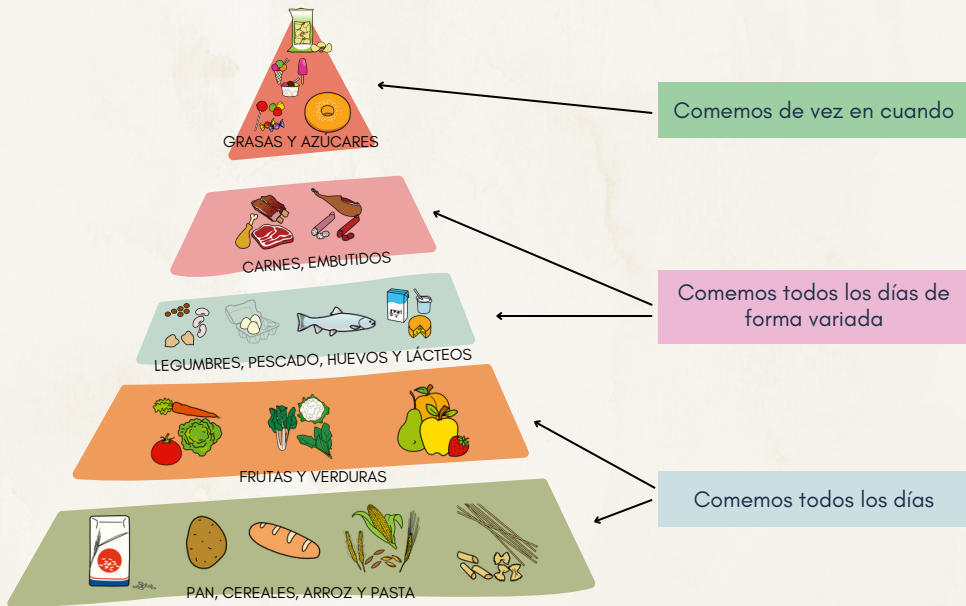 GRASAS Y AZÚCARES
Comemos de vez en cuando
CARNES, EMBUTIDOS
Comemos todos los días de
forma variada
LEGUMBRES, PESCADO, HUEVOS Y LÁCTEOS
FRUTAS Y VERDURAS
Comemos todos los días
PAN, CEREALES, ARROZ Y PASTA